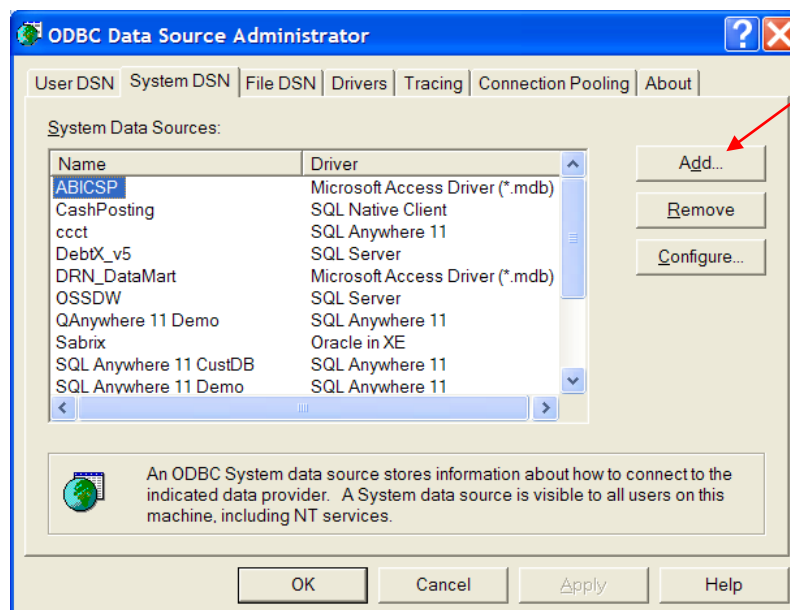 ODBC Data Source Administrator
User DSN System DSN File DSN Drivers Tracing Connection Pooling About
System Data Sources:
Name Driver
ABICSP Microsoft Access Driver (*.mdb)
CashPosting SQL Native Client
ccct SQL Anywhere 11
DebtX_v5 SQL Server
DRN_DataMart Microsoft Access Driver (*.mdb)
OSSDW SQL Server
QAnywhere 11 Demo SQL Anywhere 11
Sabrix Oracle in XE
SQL Anywhere 11 CustDB SQL Anywhere 11
SQL Anywhere 11 Demo SQL Anywhere 11
Add...
Remove
Configure...
An ODBC System data source stores information about how to connect to the
indicated data provider. A System data source is visible to all users on this
machine, including NT services.
OK Cancel Apply Help